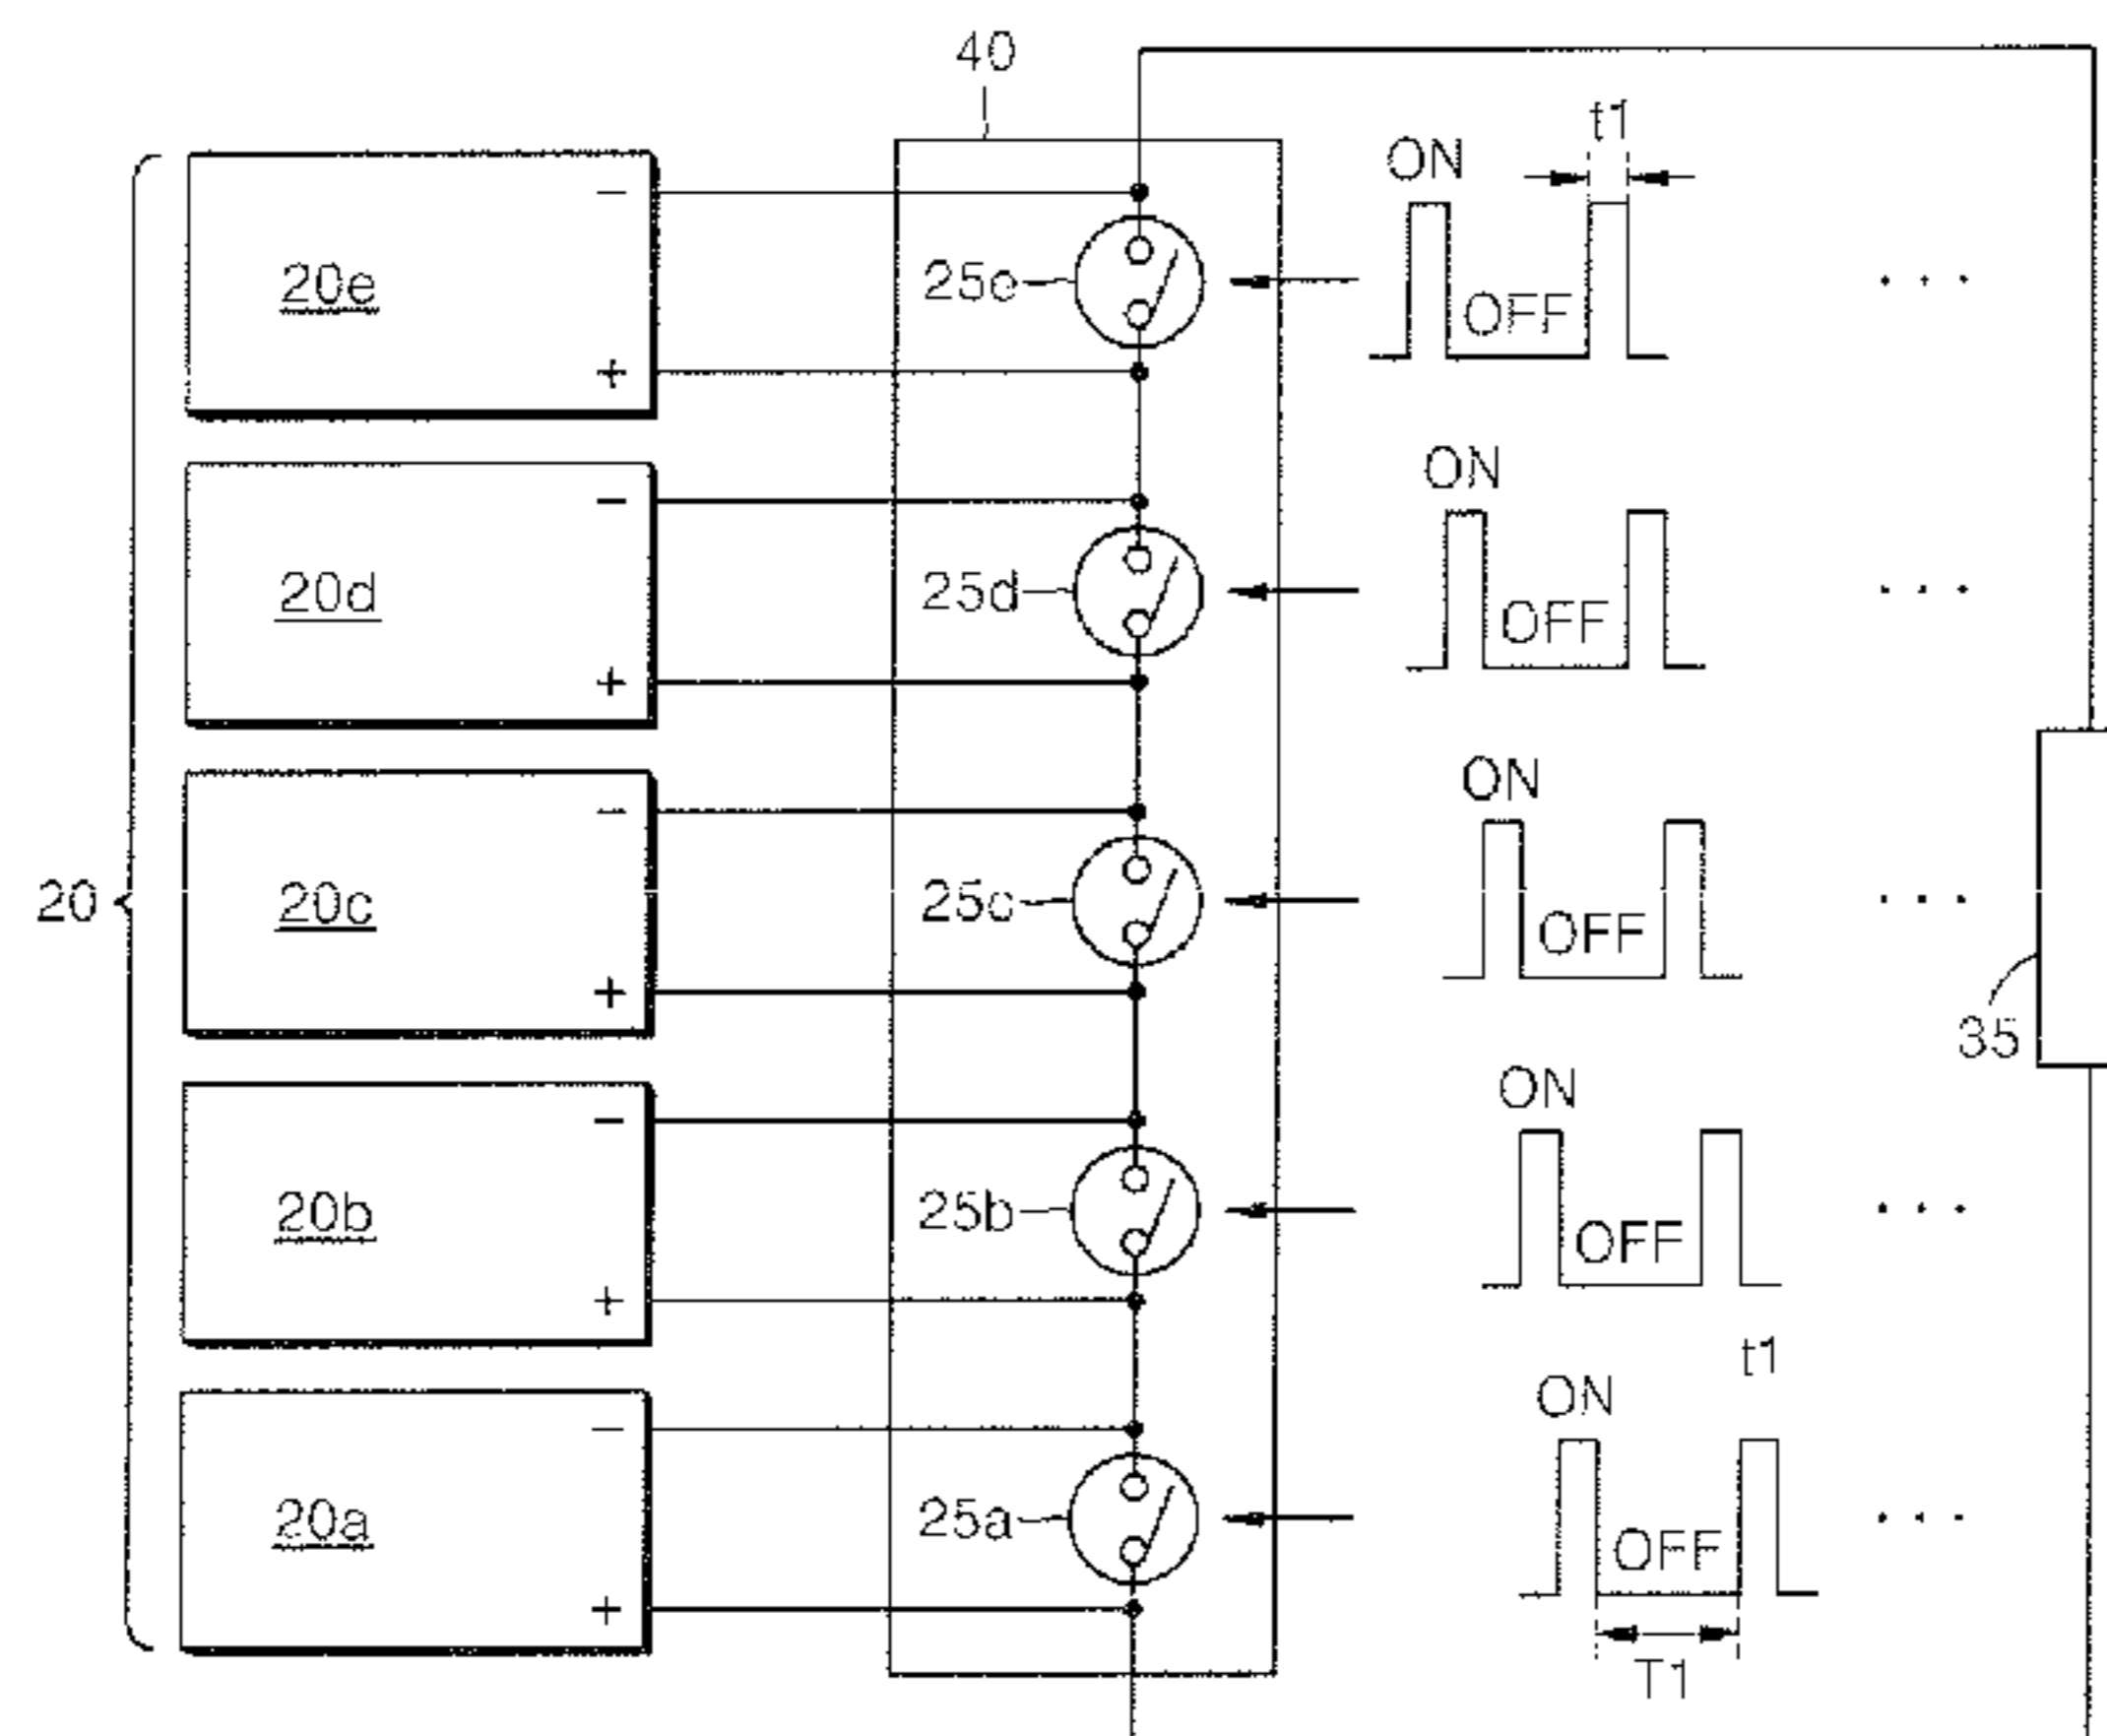 40
t1
ON
−
20e
25e
OFF
. . .
+
ON
−
20d
25d
OFF
. . .
+
ON
−
20
20c
25c
OFF
. . .
+
35
ON
−
20b
25b
OFF
. . .
+
t1
ON
−
20a
25a
OFF
. . .
+
T1